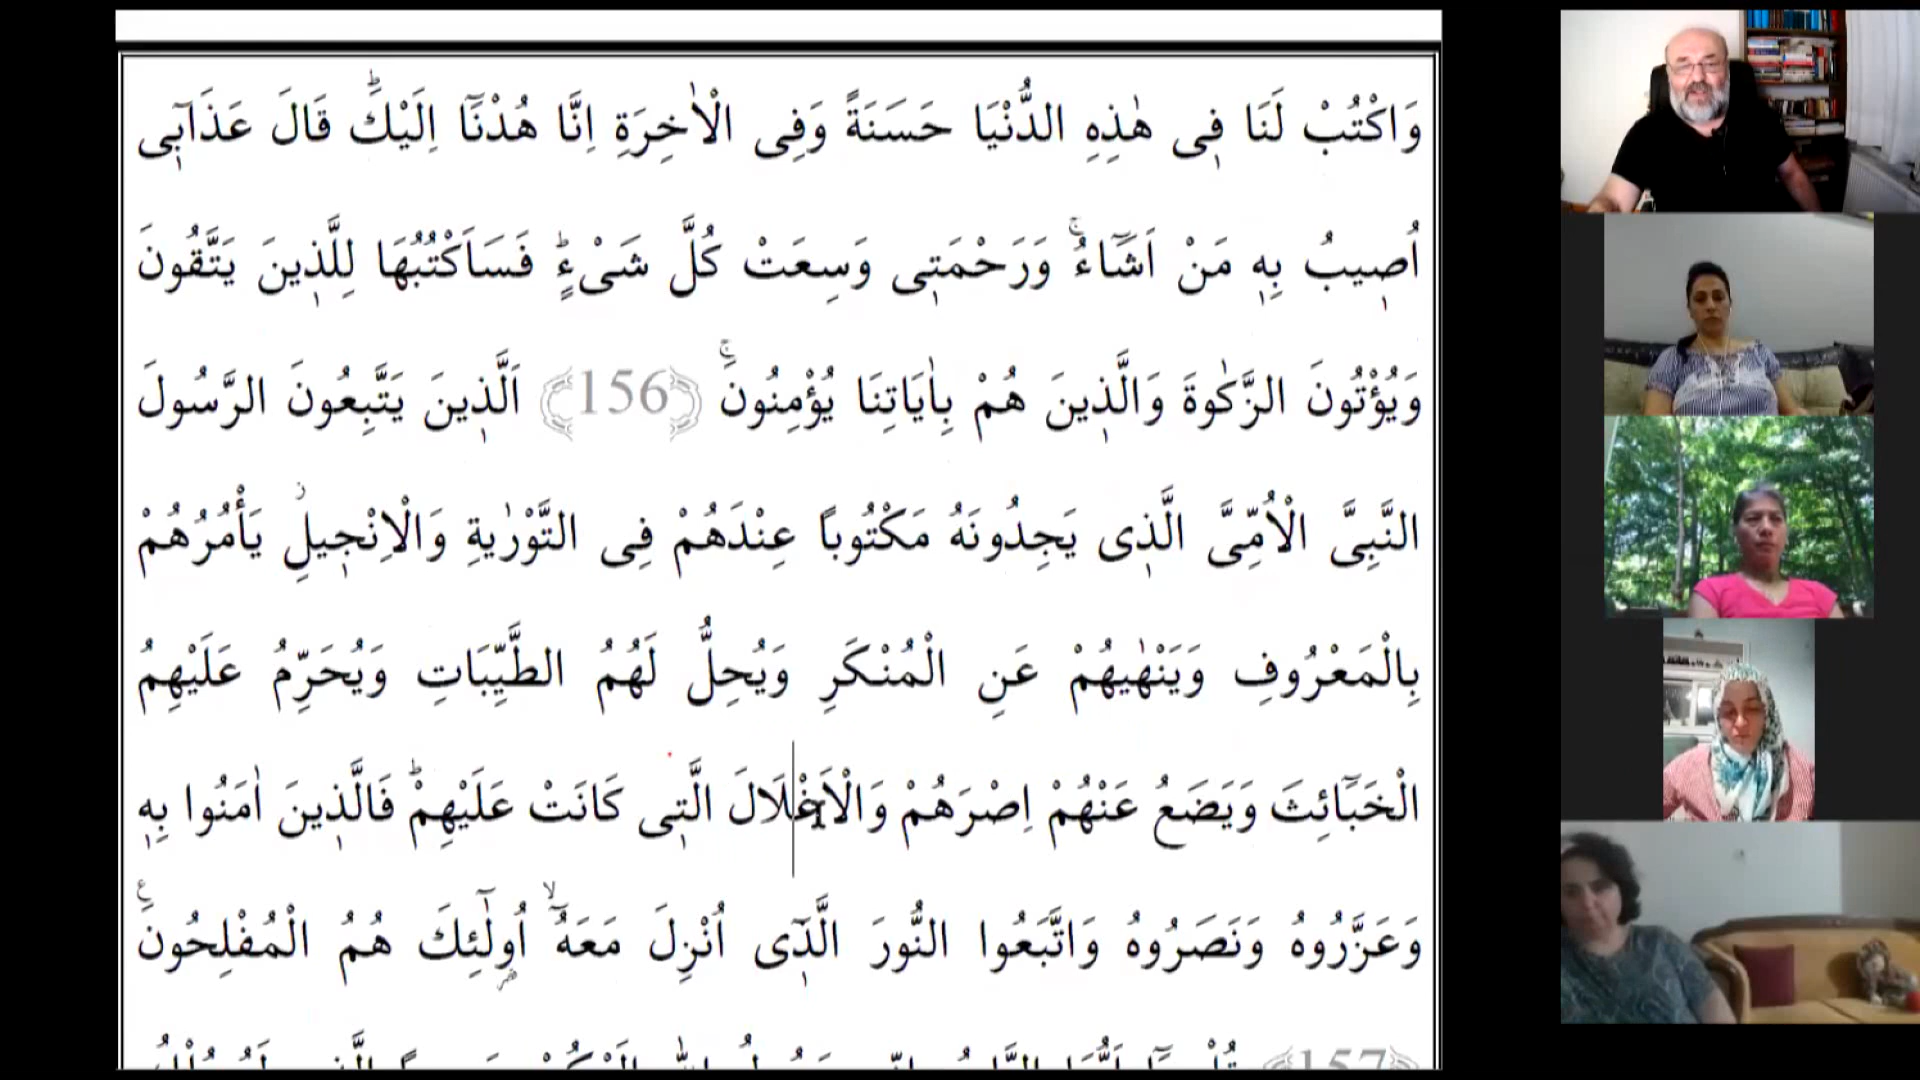 وَاكْتُبْ لَنَا فٖى هٰذِهِ الدُّنْيَا حَسَنَةً وَفِى الْاٰخِرَةِ اِنَّا هُدْنَٓا اِلَيْكَؕ قَالَ عَذَابٖٓى
اُصٖيبُ بِهٖ مَنْ اَشَٓاءُۚ وَرَحْمَتٖى وَسِعَتْ كُلَّ شَىْءٍؕ فَسَاَكْتُبُهَا لِلَّذٖينَ يَتَّقُونَ
وَيُؤْتُونَ الزَّكٰوةَ وَالَّذٖينَ هُمْ بِاٰيَاتِنَا يُؤْمِنُونَۚ ﴿156﴾ اَلَّذٖينَ يَتَّبِعُونَ الرَّسُولَ
النَّبِىَّ الْاُمِّىَّ الَّذٖى يَجِدُونَهُ مَكْتُوباً عِنْدَهُمْ فِى التَّوْرٰيةِ وَالْاِنْجٖيلِؗ يَأْمُرُهُمْ
بِالْمَعْرُوفِ وَيَنْهٰيهُمْ عَنِ الْمُنْكَرِ وَيُحِلُّ لَهُمُ الطَّيِّبَاتِ وَيُحَرِّمُ عَلَيْهِمُ
الْخَبَٓائِثَ وَيَضَعُ عَنْهُمْ اِصْرَهُمْ وَالْاَغْلَالَ الَّتٖى كَانَتْ عَلَيْهِمْؕ فَالَّذٖينَ اٰمَنُوا بِهٖ
وَعَزَّرُوهُ وَنَصَرُوهُ وَاتَّبَعُوا النُّورَ الَّذٖٓى اُنْزِلَ مَعَهُۙ اُو۬لٰٓئِكَ هُمُ الْمُفْلِحُونَۚ
﴿157﴾